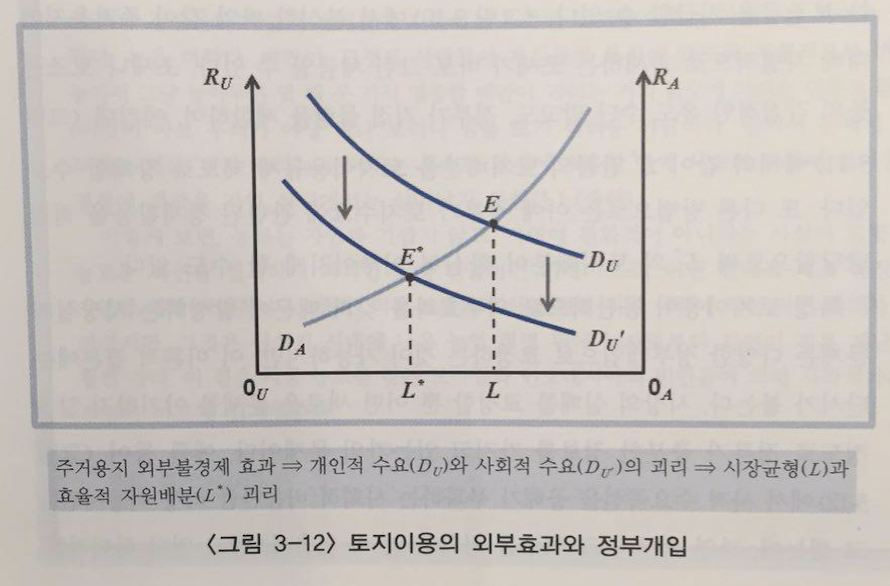 R_U
R_A
E
E*
D_U
D_A
D_U'
0_U
L*
L
0_A
주거용지 외부불경제 효과 ⇒ 개인적 수요(D_U)와 사회적 수요(D_U')의 괴리 ⇒ 시장균형(L)과
효율적 자원배분(L*) 괴리
〈그림 3-12〉 토지이용의 외부효과와 정부개입